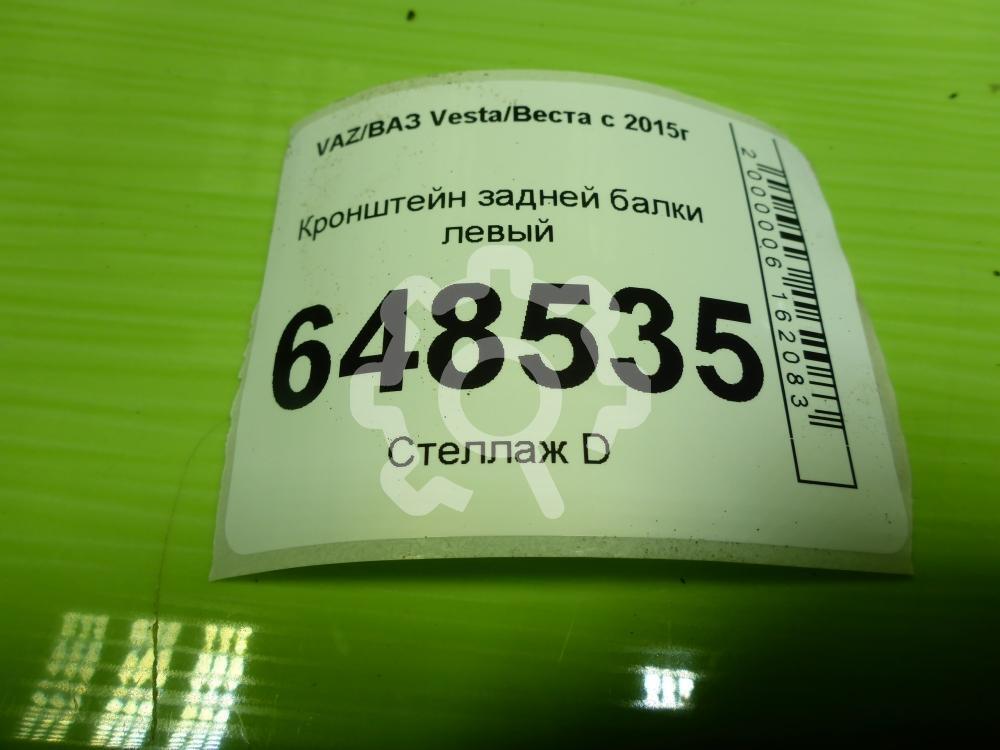 VAZ/ВАЗ Vesta/Веста с 2015г
Кронштейн задней балки
левый
648535
Стеллаж D
2000006162083